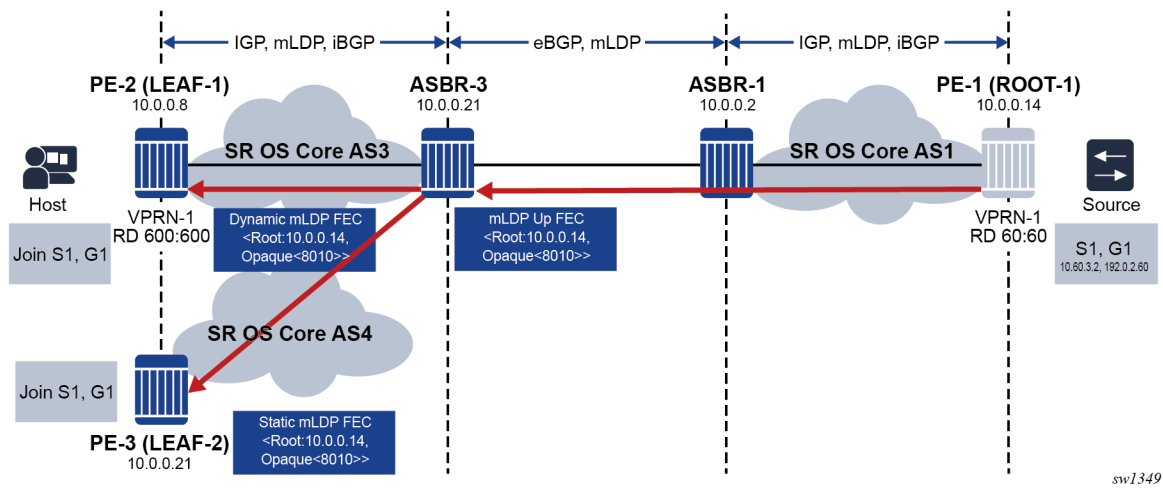 IGP, mLDP, iBGP
eBGP, mLDP
IGP, mLDP, iBGP
PE-2 (LEAF-1)
10.0.0.8
ASBR-3
10.0.0.21
ASBR-1
10.0.0.2
PE-1 (ROOT-1)
10.0.0.14
SR OS Core AS3
SR OS Core AS1
Host
Source
VPRN-1
RD 600:600
Dynamic mLDP FEC
<Root:10.0.0.14,
Opaque<8010>>
mLDP Up FEC
<Root:10.0.0.14,
Opaque<8010>>
VPRN-1
RD 60:60
Join S1, G1
S1, G1
10.60.3.2, 192.0.2.60
SR OS Core AS4
Join S1, G1
Static mLDP FEC
<Root:10.0.0.14,
Opaque<8010>>
PE-3 (LEAF-2)
10.0.0.21
sw1349